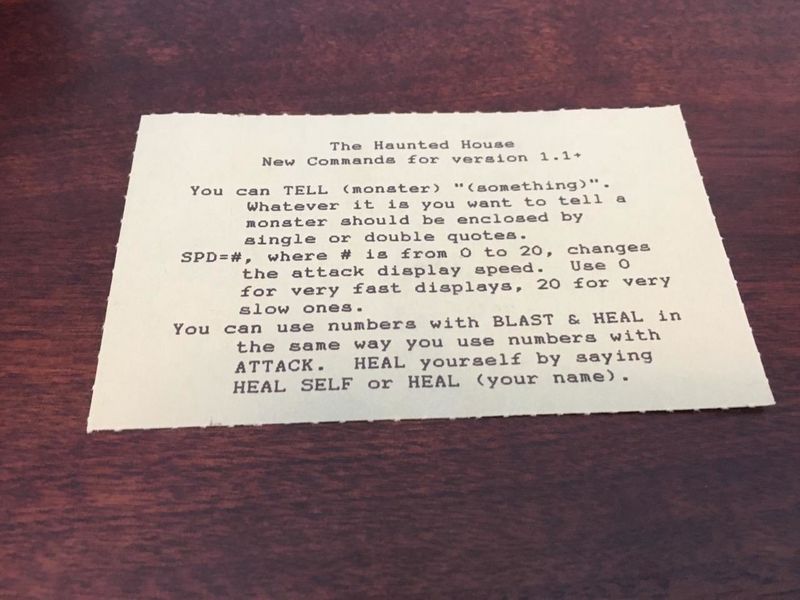 The Haunted House
New Commands for version 1.1+
You can TELL (monster) "(something)".
Whatever it is you want to tell a
monster should be enclosed by
single or double quotes.
SPD=#, where # is from 0 to 20, changes
the attack display speed. Use 0
for very fast displays, 20 for very
slow ones.
You can use numbers with BLAST & HEAL in
the same way you use numbers with
ATTACK. HEAL yourself by saying
HEAL SELF or HEAL (your name).